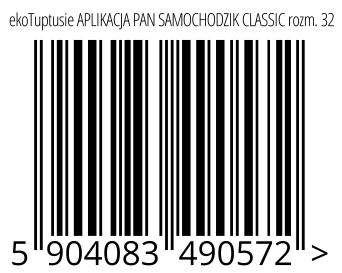 ekoTuptusie APLIKACJA PAN SAMOCHODZIK CLASSIC rozm. 32
5 904083 490572 >